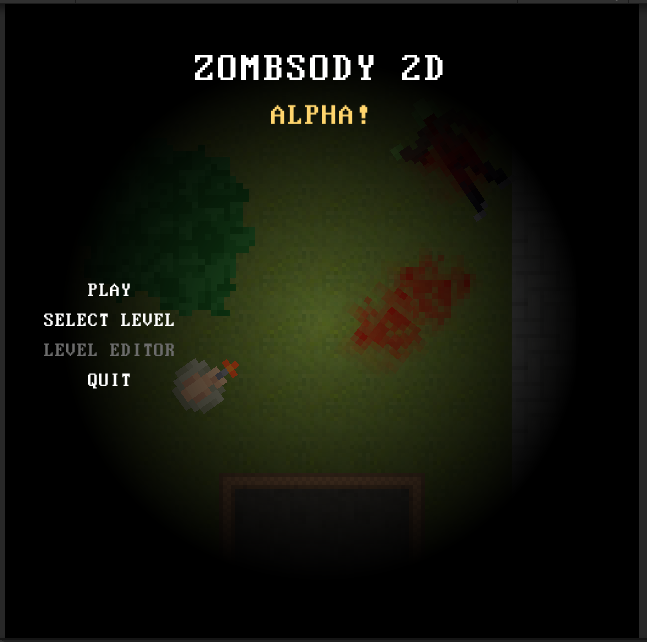 ZOMBSODY 2D
ALPHA!
PLAY
SELECT LEVEL
LEVEL EDITOR
QUIT